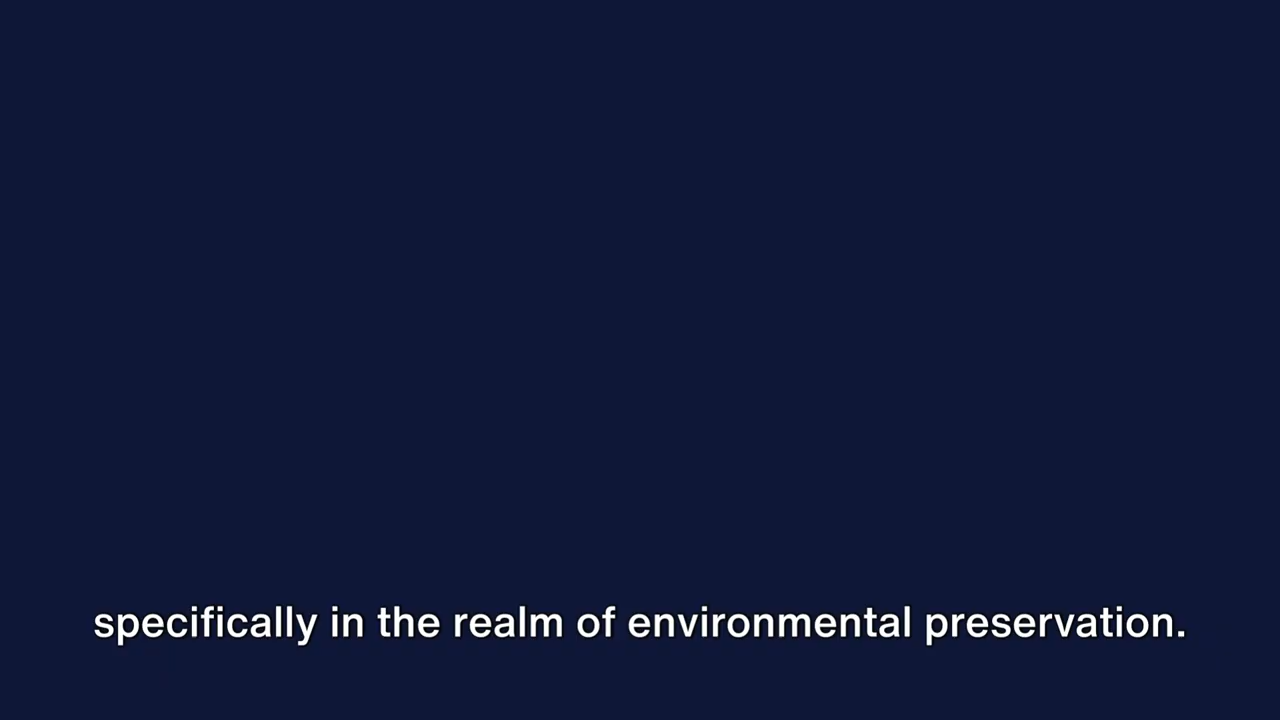 specifically in the realm of environmental preservation.